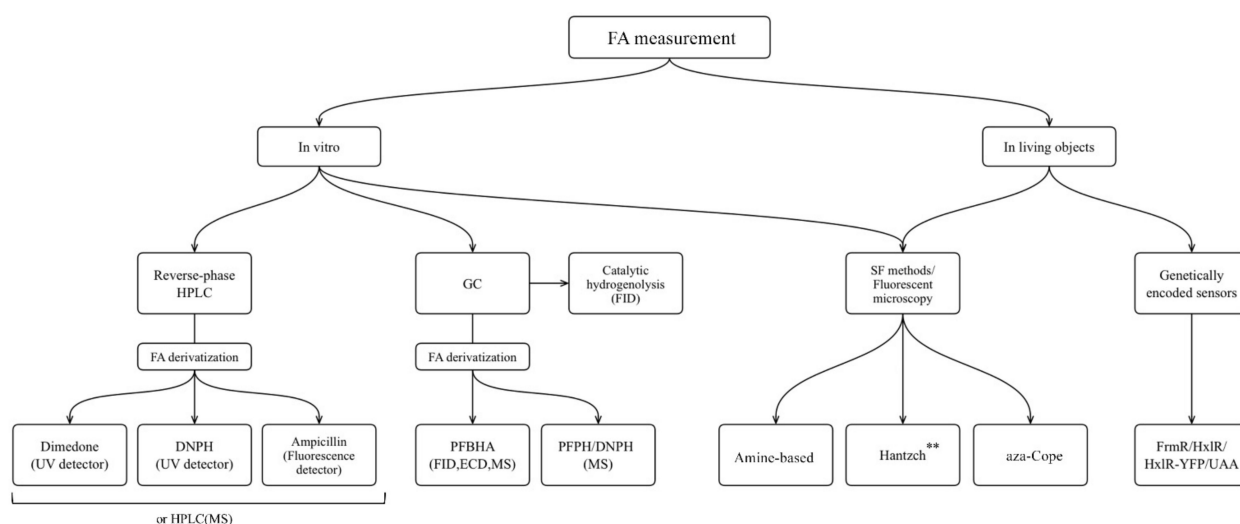 FA measurement
In vitro
In living objects
Reverse-phase
HPLC
GC
Catalytic
hydrogenolysis
(FID)
SF methods/
Fluorescent
microscopy
Genetically
encoded sensors
FA derivatization
FA derivatization
Dimedone
(UV detector)
DNPH
(UV detector)
Ampicillin
(Fluorescence
detector)
PFBHA
(FID,ECD,MS)
PFPH/DNPH
(MS)
Amine-based
Hantzch**
aza-Cope
FrmR/HxlR/
HxlR-YFP/UAA
or HPLC(MS)